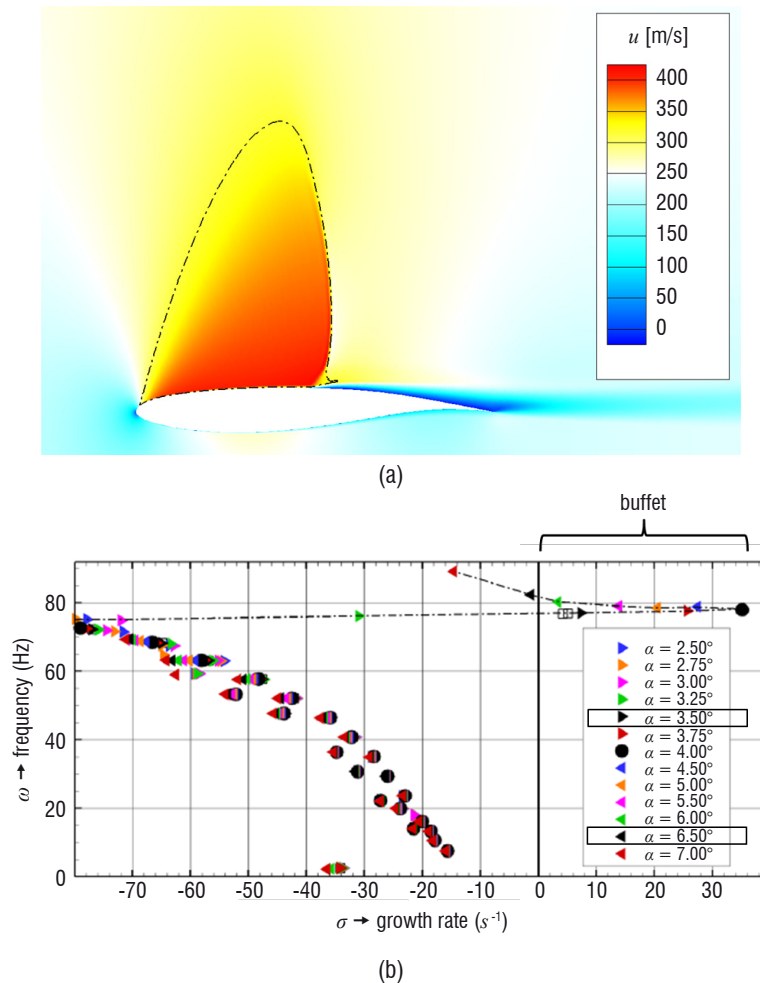 u [m/s]
400
350
300
250
200
150
100
50
0
(a)
buffet
80
60
40
20
0
ω → frequency (Hz)
α = 2.50°
α = 2.75°
α = 3.00°
α = 3.25°
α = 3.50°
α = 3.75°
α = 4.00°
α = 4.50°
α = 5.00°
α = 5.50°
α = 6.00°
α = 6.50°
α = 7.00°
-70 -60 -50 -40 -30 -20 -10 0 10 20 30
σ → growth rate (s⁻¹)
(b)